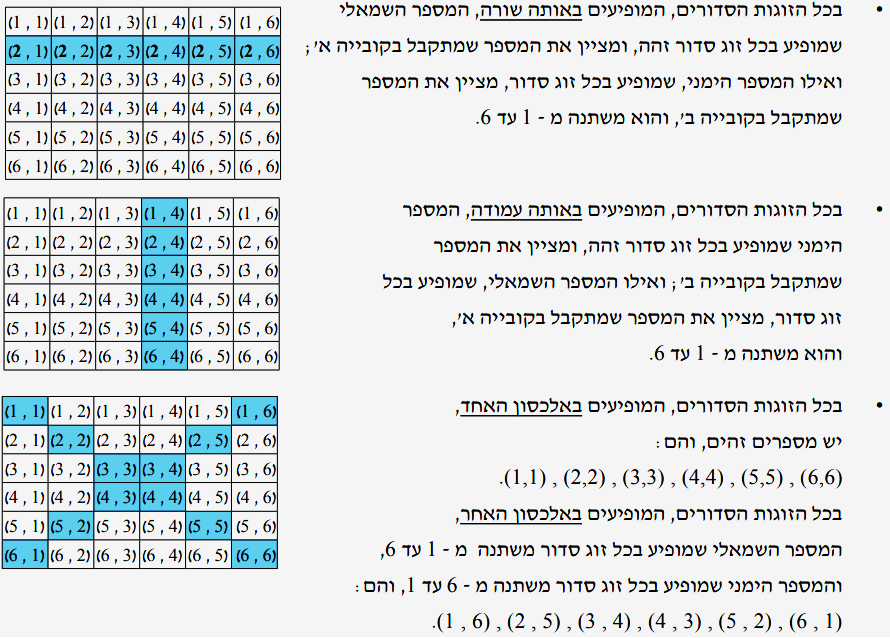 • בכל הזוגות הסדורים, המופיעים באותה שורה, המספר השמאלי
שמופיע בכל זוג סדור זהה, ומציין את המספר שמתקבל בקובייה א׳;
ואילו המספר הימני, שמופיע בכל זוג סדור, מציין את המספר
שמתקבל בקובייה ב׳, והוא משתנה מ - 1 עד 6.
(1 , 1) (1 , 2) (1 , 3) (1 , 4) (1 , 5) (1 , 6)
(2 , 1) (2 , 2) (2 , 3) (2 , 4) (2 , 5) (2 , 6)
(3 , 1) (3 , 2) (3 , 3) (3 , 4) (3 , 5) (3 , 6)
(4 , 1) (4 , 2) (4 , 3) (4 , 4) (4 , 5) (4 , 6)
(5 , 1) (5 , 2) (5 , 3) (5 , 4) (5 , 5) (5 , 6)
(6 , 1) (6 , 2) (6 , 3) (6 , 4) (6 , 5) (6 , 6)
• בכל הזוגות הסדורים, המופיעים באותה עמודה, המספר
הימני שמופיע בכל זוג סדור זהה, ומציין את המספר
שמתקבל בקובייה ב׳; ואילו המספר השמאלי, שמופיע בכל
זוג סדור, מציין את המספר שמתקבל בקובייה א׳,
והוא משתנה מ - 1 עד 6.
(1 , 1) (1 , 2) (1 , 3) (1 , 4) (1 , 5) (1 , 6)
(2 , 1) (2 , 2) (2 , 3) (2 , 4) (2 , 5) (2 , 6)
(3 , 1) (3 , 2) (3 , 3) (3 , 4) (3 , 5) (3 , 6)
(4 , 1) (4 , 2) (4 , 3) (4 , 4) (4 , 5) (4 , 6)
(5 , 1) (5 , 2) (5 , 3) (5 , 4) (5 , 5) (5 , 6)
(6 , 1) (6 , 2) (6 , 3) (6 , 4) (6 , 5) (6 , 6)
• בכל הזוגות הסדורים, המופיעים באלכסון האחד,
יש מספרים זהים, והם:
(1,1) , (2,2) , (3,3) , (4,4) , (5,5) , (6,6).
בכל הזוגות הסדורים, המופיעים באלכסון האחר,
המספר השמאלי שמופיע בכל זוג סדור משתנה מ - 1 עד 6,
והמספר הימני שמופיע בכל זוג סדור משתנה מ - 6 עד 1, והם:
(1 , 6) , (2 , 5) , (3 , 4) , (4 , 3) , (5 , 2) , (6 , 1).
(1 , 1) (1 , 2) (1 , 3) (1 , 4) (1 , 5) (1 , 6)
(2 , 1) (2 , 2) (2 , 3) (2 , 4) (2 , 5) (2 , 6)
(3 , 1) (3 , 2) (3 , 3) (3 , 4) (3 , 5) (3 , 6)
(4 , 1) (4 , 3) (4 , 4) (4 , 5) (4 , 6)
(5 , 1) (5 , 2) (5 , 3) (5 , 4) (5 , 5) (5 , 6)
(6 , 1) (6 , 2) (6 , 3) (6 , 4) (6 , 5) (6 , 6)